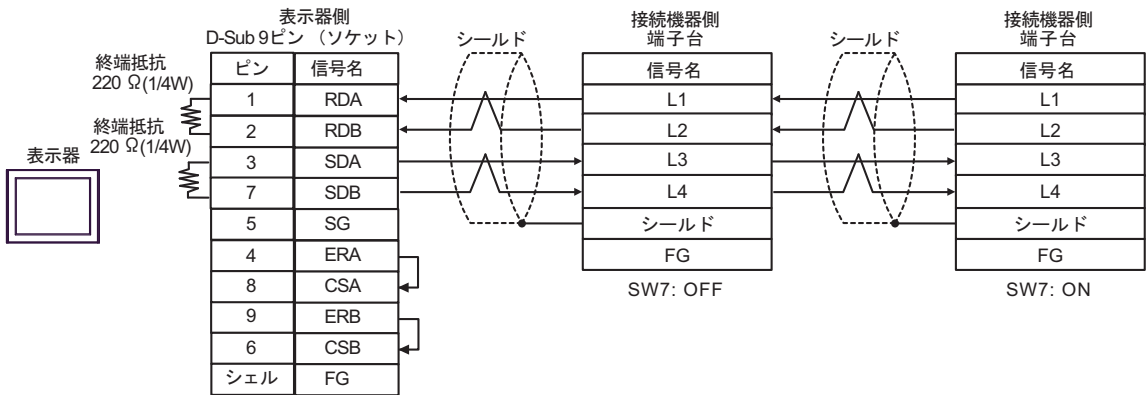 表示器側
D-Sub 9ピン （ソケット）
シールド
接続機器側
端子台
シールド
接続機器側
端子台
終端抵抗
220 Ω(1/4W)
終端抵抗
220 Ω(1/4W)
表示器
ピン 信号名
1 RDA
2 RDB
3 SDA
7 SDB
5 SG
4 ERA
8 CSA
9 ERB
6 CSB
シェル FG
信号名
L1
L2
L3
L4
シールド
FG
SW7: OFF
信号名
L1
L2
L3
L4
シールド
FG
SW7: ON